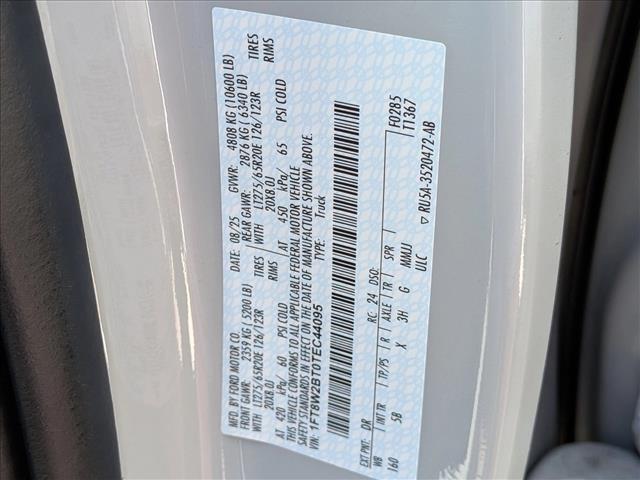 MFD. BY FORD MOTOR CO.
DATE: 08/25 GVWR: 4808 KG (10600 LB)
FRONT GAWR: 2359 KG ( 5200 LB) REAR GAWR: 2876 KG ( 6340 LB)
WITH LT275/65R20E 126/123R TIRES WITH LT275/65R20E 126/123R TIRES
20X8.0J RIMS 20X8.0J RIMS
AT 420 kPa/ 60 PSI COLD AT 450 kPa/ 65 PSI COLD
THIS VEHICLE CONFORMS TO ALL APPLICABLE FEDERAL MOTOR VEHICLE
SAFETY STANDARDS IN EFFECT ON THE DATE OF MANUFACTURE SHOWN ABOVE.
VIN: 1FT8W2BT0TEC44095 TYPE: Truck
F0285
T1367
EXT PNT: DR RC: 24 DSO:
WB INT TR TP/PS R AXLE TR SPR
160 5B X 3H G MMJJ
ULC
RU5A-3520472-AB